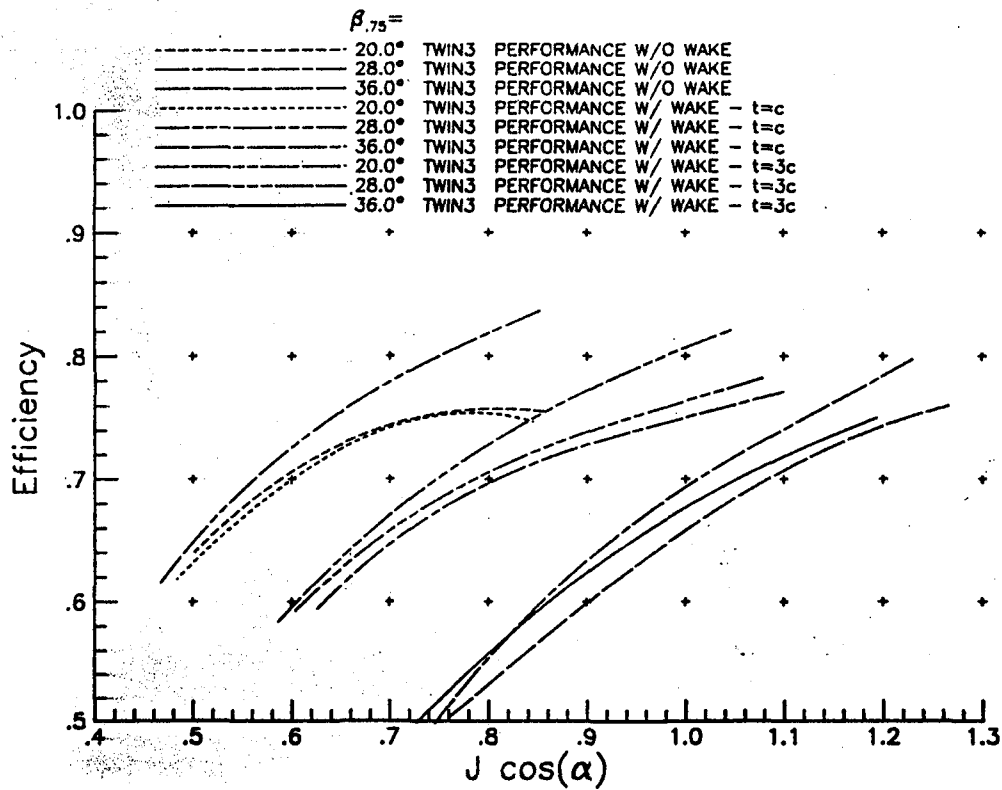 β.75=
20.0° TWIN3 PERFORMANCE W/O WAKE
28.0° TWIN3 PERFORMANCE W/O WAKE
36.0° TWIN3 PERFORMANCE W/O WAKE
20.0° TWIN3 PERFORMANCE W/ WAKE - t=c
28.0° TWIN3 PERFORMANCE W/ WAKE - t=c
36.0° TWIN3 PERFORMANCE W/ WAKE - t=c
20.0° TWIN3 PERFORMANCE W/ WAKE - t=3c
28.0° TWIN3 PERFORMANCE W/ WAKE - t=3c
36.0° TWIN3 PERFORMANCE W/ WAKE - t=3c
1.0
.9
.8
.7
.6
.5
Efficiency
.4 .5 .6 .7 .8 .9 1.0 1.1 1.2 1.3
J cos(α)